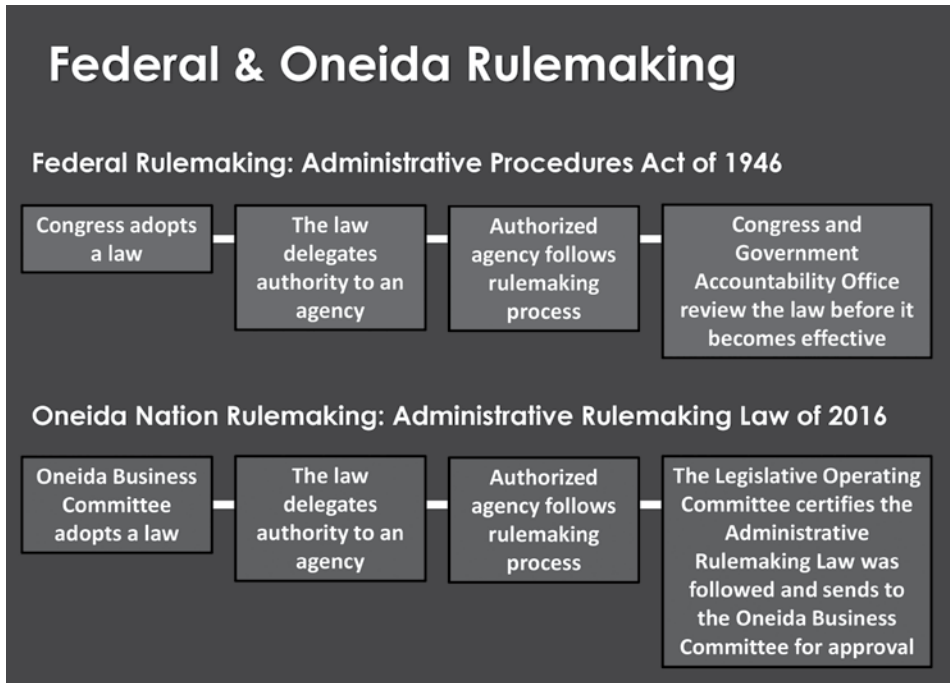 Federal & Oneida Rulemaking
Federal Rulemaking: Administrative Procedures Act of 1946
Congress adopts
a law
The law
delegates
authority to an
agency
Authorized
agency follows
rulemaking
process
Congress and
Government
Accountability Office
review the law before it
becomes effective
Oneida Nation Rulemaking: Administrative Rulemaking Law of 2016
Oneida Business
Committee
adopts a law
The law
delegates
authority to an
agency
Authorized
agency follows
rulemaking
process
The Legislative Operating
Committee certifies the
Administrative
Rulemaking Law was
followed and sends to
the Oneida Business
Committee for approval